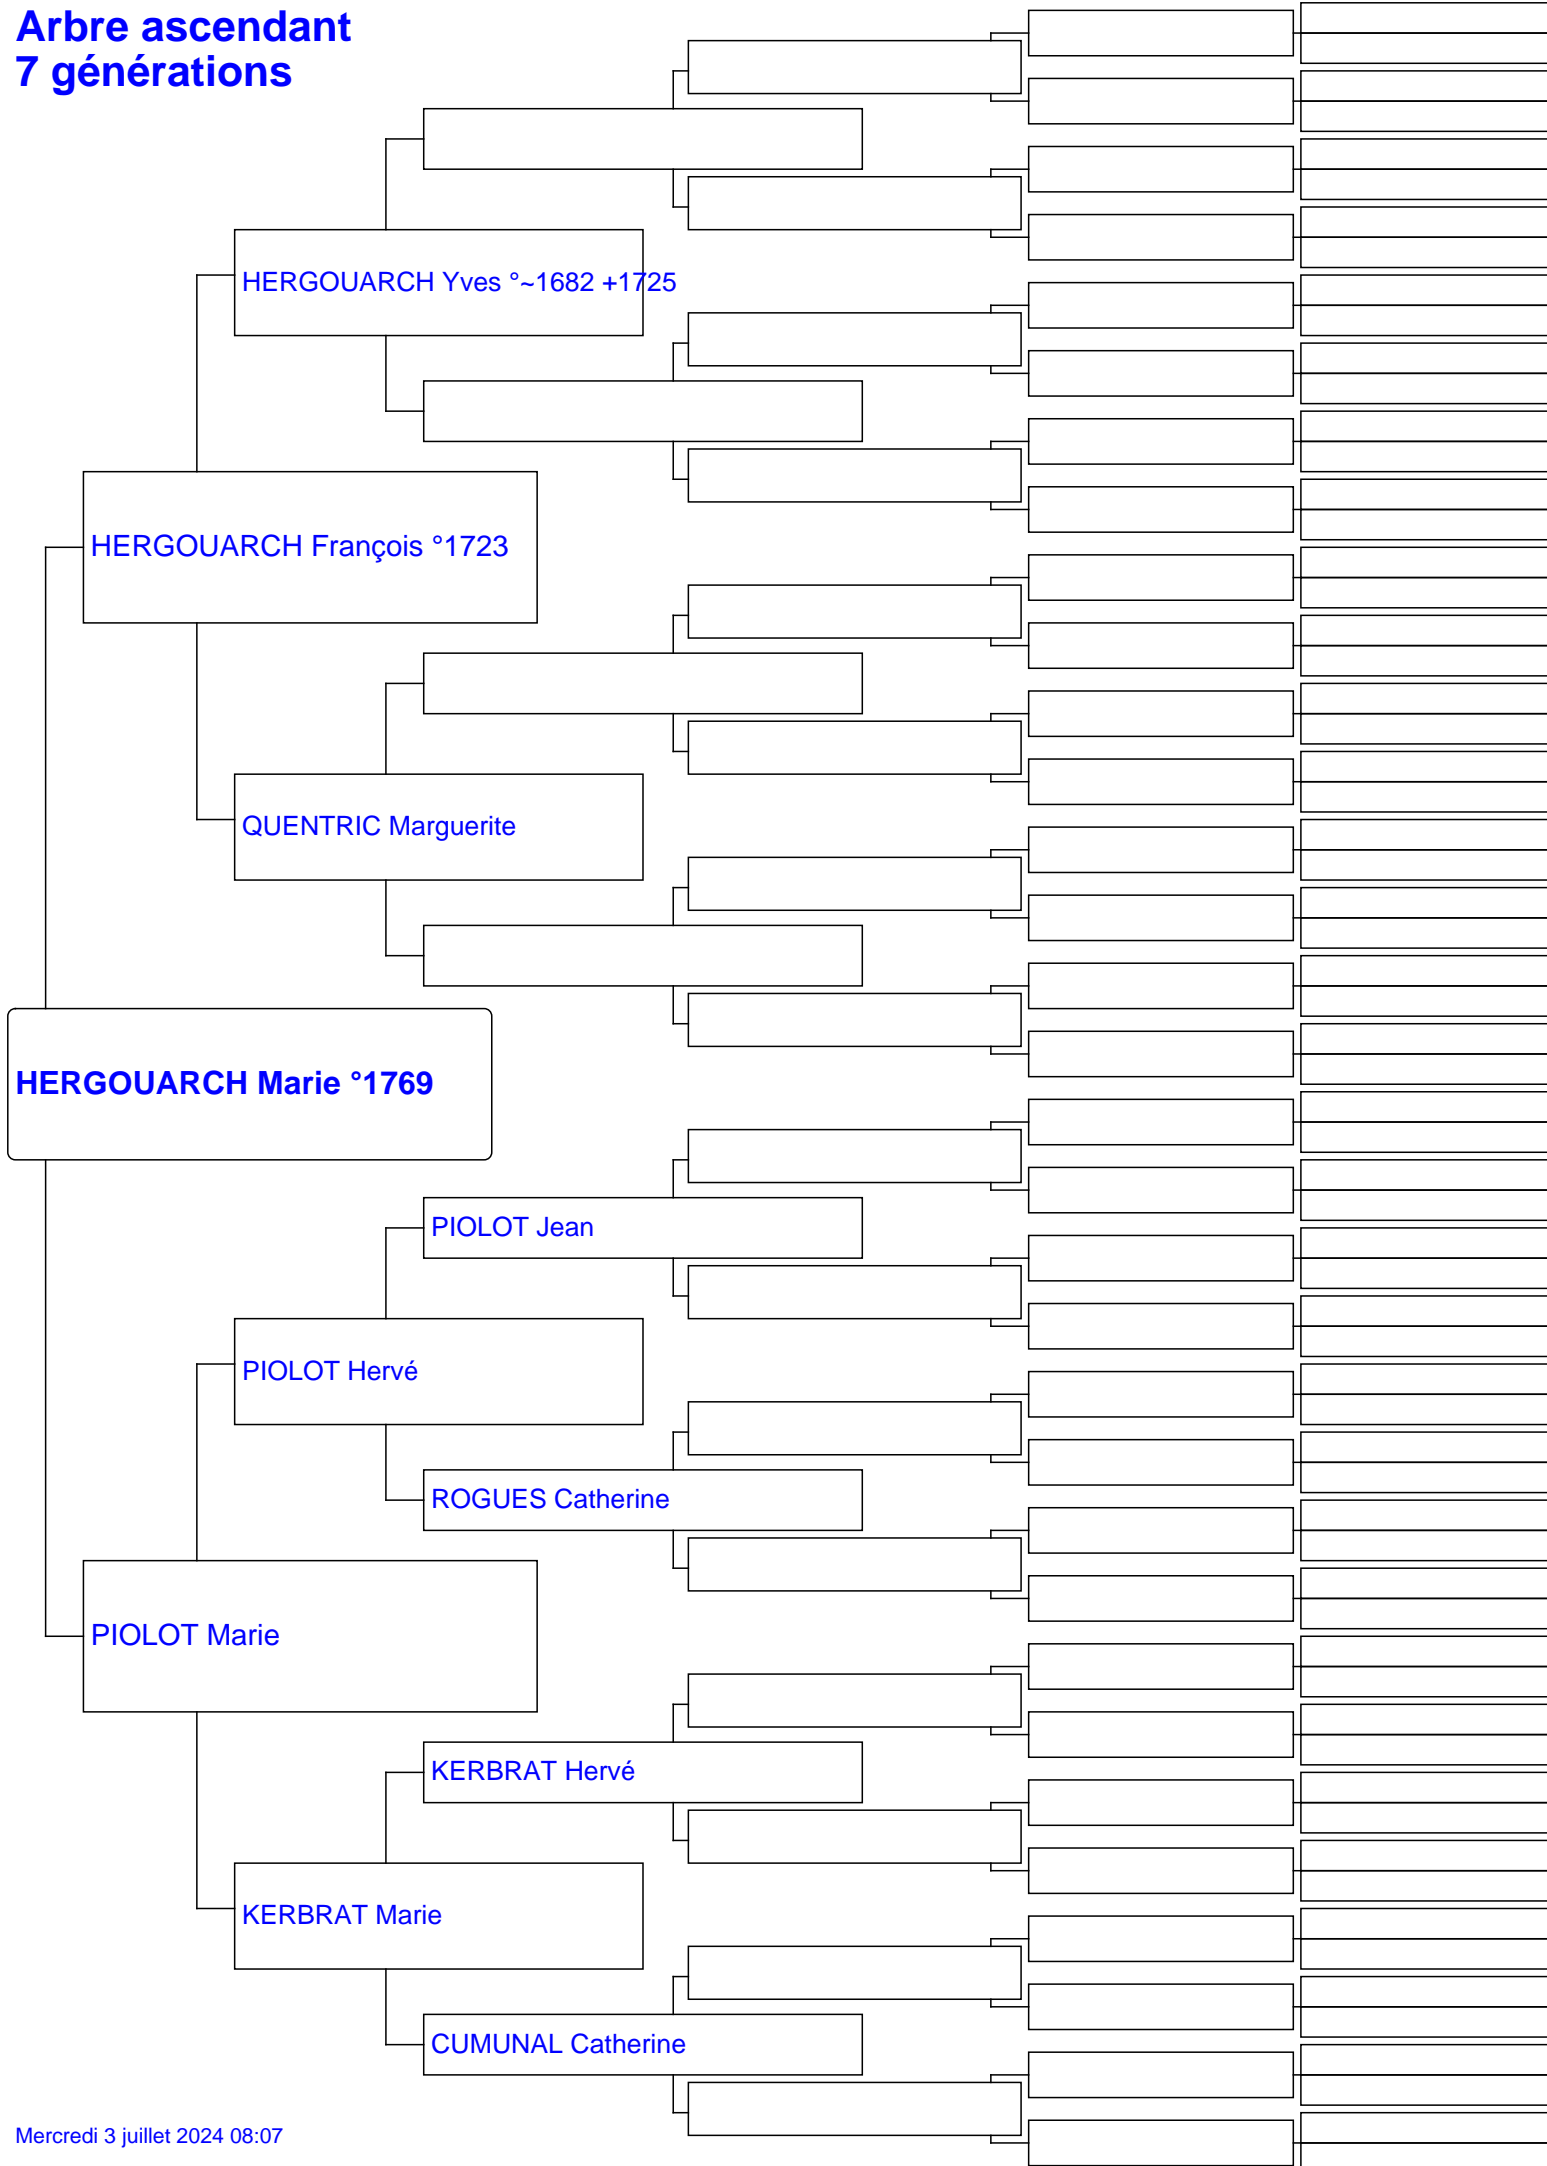 Arbre ascendant
7 générations
HERGOUARCH Yves °~1682 +1725
HERGOUARCH François °1723
QUENTRIC Marguerite
HERGOUARCH Marie °1769
PIOLOT Jean
PIOLOT Hervé
ROGUES Catherine
PIOLOT Marie
KERBRAT Hervé
KERBRAT Marie
CUMUNAL Catherine
Mercredi 3 juillet 2024 08:07